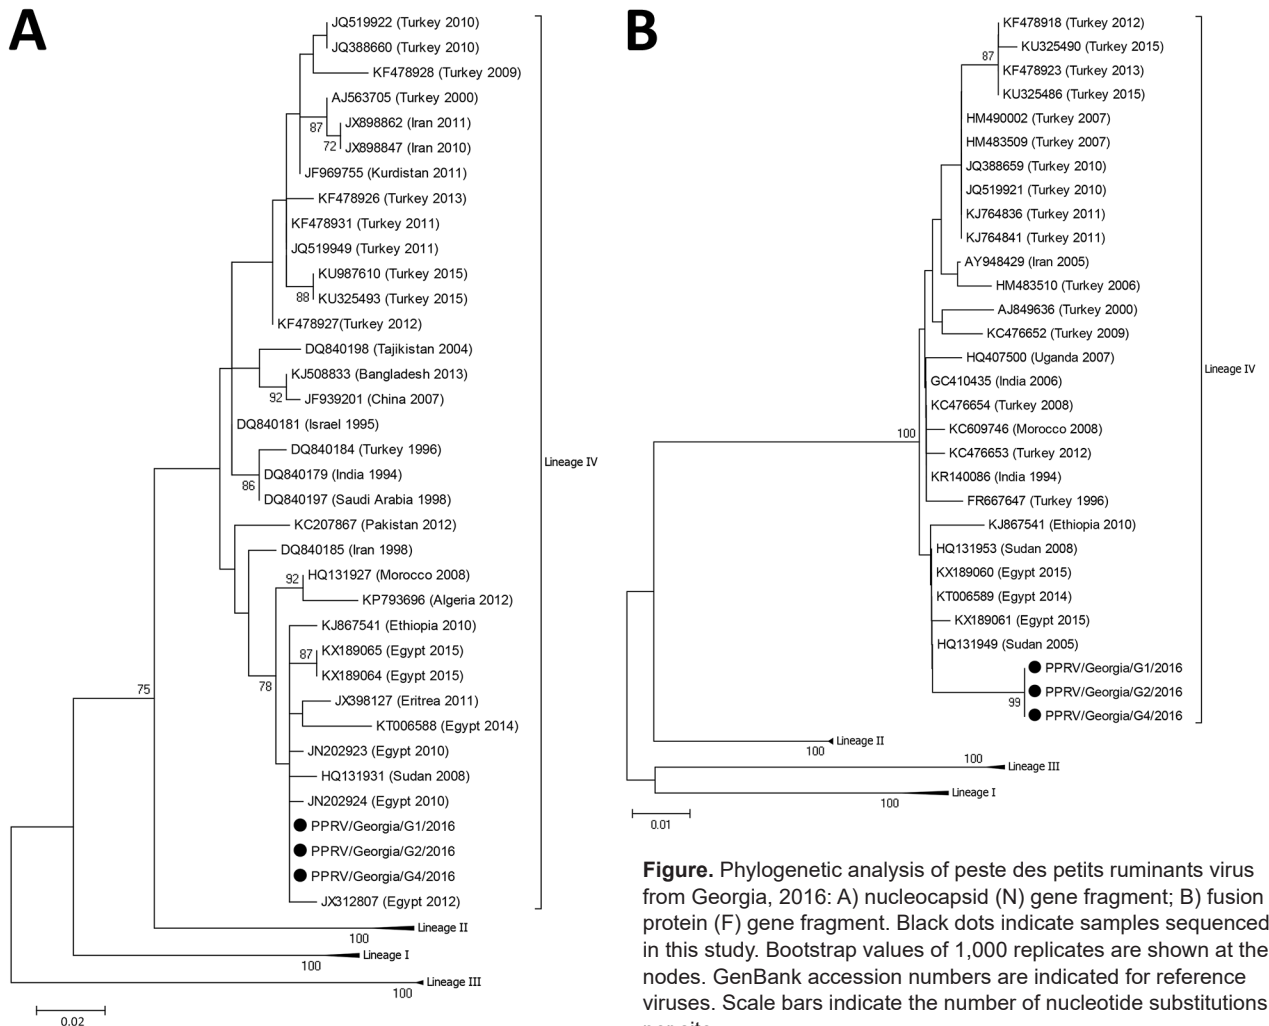 A
JQ519922 (Turkey 2010)
JQ388660 (Turkey 2010)
KF478928 (Turkey 2009)
AJ563705 (Turkey 2000)
87
JX898862 (Iran 2011)
72
JX898847 (Iran 2010)
JF969755 (Kurdistan 2011)
KF478926 (Turkey 2013)
KF478931 (Turkey 2011)
JQ519949 (Turkey 2011)
KU987610 (Turkey 2015)
88
KU325493 (Turkey 2015)
KF478927(Turkey 2012)
DQ840198 (Tajikistan 2004)
KJ508833 (Bangladesh 2013)
92
JF939201 (China 2007)
DQ840181 (Israel 1995)
DQ840184 (Turkey 1996)
Lineage IV
DQ840179 (India 1994)
86
DQ840197 (Saudi Arabia 1998)
KC207867 (Pakistan 2012)
DQ840185 (Iran 1998)
92
HQ131927 (Morocco 2008)
KP793696 (Algeria 2012)
KJ867541 (Ethiopia 2010)
87
KX189065 (Egypt 2015)
KX189064 (Egypt 2015)
75
78
JX398127 (Eritrea 2011)
KT006588 (Egypt 2014)
JN202923 (Egypt 2010)
HQ131931 (Sudan 2008)
JN202924 (Egypt 2010)
PPRV/Georgia/G1/2016
PPRV/Georgia/G2/2016
PPRV/Georgia/G4/2016
JX312807 (Egypt 2012)
Lineage II
100
Lineage I
100
Lineage III
100
0.02
B
KF478918 (Turkey 2012)
KU325490 (Turkey 2015)
87
KF478923 (Turkey 2013)
KU325486 (Turkey 2015)
HM490002 (Turkey 2007)
HM483509 (Turkey 2007)
JQ388659 (Turkey 2010)
JQ519921 (Turkey 2010)
KJ764836 (Turkey 2011)
KJ764841 (Turkey 2011)
AY948429 (Iran 2005)
HM483510 (Turkey 2006)
AJ849636 (Turkey 2000)
KC476652 (Turkey 2009)
HQ407500 (Uganda 2007)
Lineage IV
GC410435 (India 2006)
KC476654 (Turkey 2008)
KC609746 (Morocco 2008)
100
KC476653 (Turkey 2012)
KR140086 (India 1994)
FR667647 (Turkey 1996)
KJ867541 (Ethiopia 2010)
HQ131953 (Sudan 2008)
KX189060 (Egypt 2015)
KT006589 (Egypt 2014)
KX189061 (Egypt 2015)
HQ131949 (Sudan 2005)
PPRV/Georgia/G1/2016
PPRV/Georgia/G2/2016
99
PPRV/Georgia/G4/2016
Lineage II
100
100
Lineage III
Lineage I
100
0.01
Figure. Phylogenetic analysis of peste des petits ruminants virus
from Georgia, 2016: A) nucleocapsid (N) gene fragment; B) fusion
protein (F) gene fragment. Black dots indicate samples sequenced
in this study. Bootstrap values of 1,000 replicates are shown at the
nodes. GenBank accession numbers are indicated for reference
viruses. Scale bars indicate the number of nucleotide substitutions